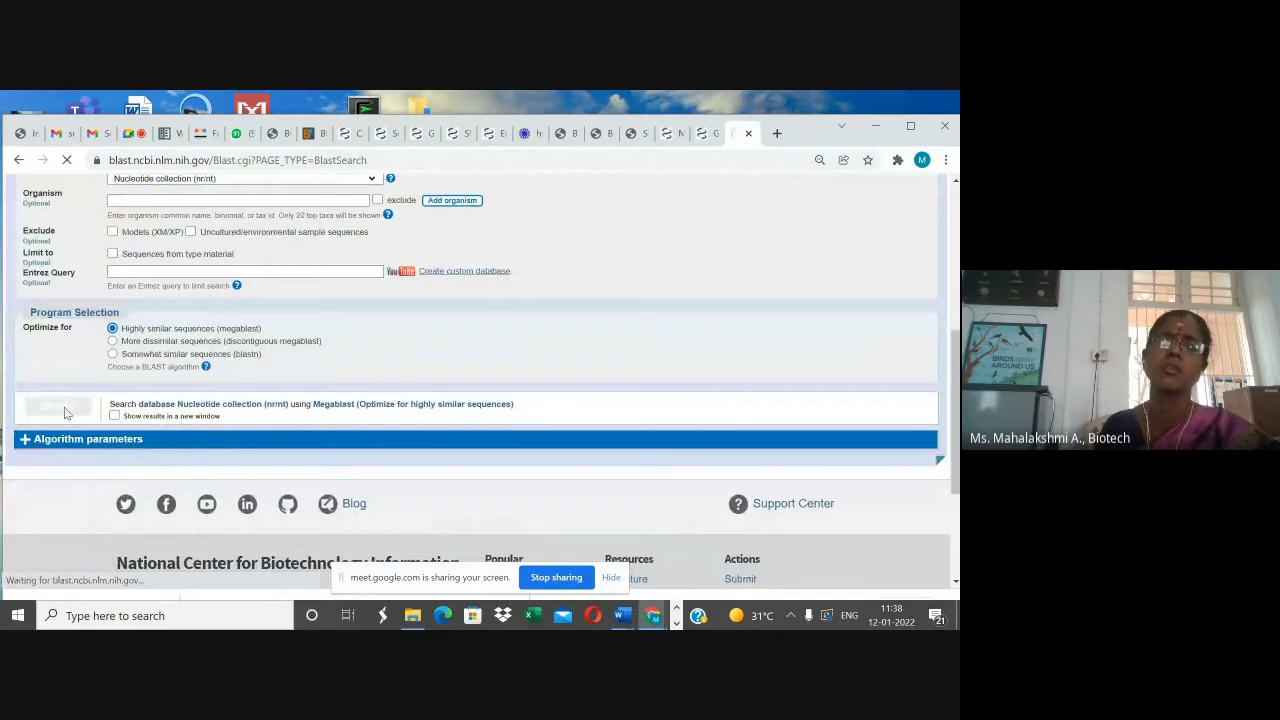 blast.ncbi.nlm.nih.gov/Blast.cgi?PAGE_TYPE=BlastSearch
Nucleotide collection (nr/nt)
Organism
Optional
exclude
Add organism
Enter organism common name, binomial, or tax id. Only 20 top taxa will be shown
Exclude
Optional
Models (XM/XP)
Uncultured/environmental sample sequences
Limit to
Optional
Sequences from type material
Entrez Query
Optional
YouTube
Create custom database
Enter an Entrez query to limit search
Program Selection
Optimize for
Highly similar sequences (megablast)
More dissimilar sequences (discontiguous megablast)
Somewhat similar sequences (blastn)
Choose a BLAST algorithm
Search database Nucleotide collection (nr/nt) using Megablast (Optimize for highly similar sequences)
Show results in a new window
Algorithm parameters
Blog
Support Center
National Center for Biotechnology Information
Popular
Resources
Actions
Submit
Waiting for blast.ncbi.nlm.nih.gov...
meet.google.com is sharing your screen.
Stop sharing
Hide
Type here to search
31°C
ENG
11:38
12-01-2022
21
BIRDS
AROUND
US
Ms. Mahalakshmi A., Biotech